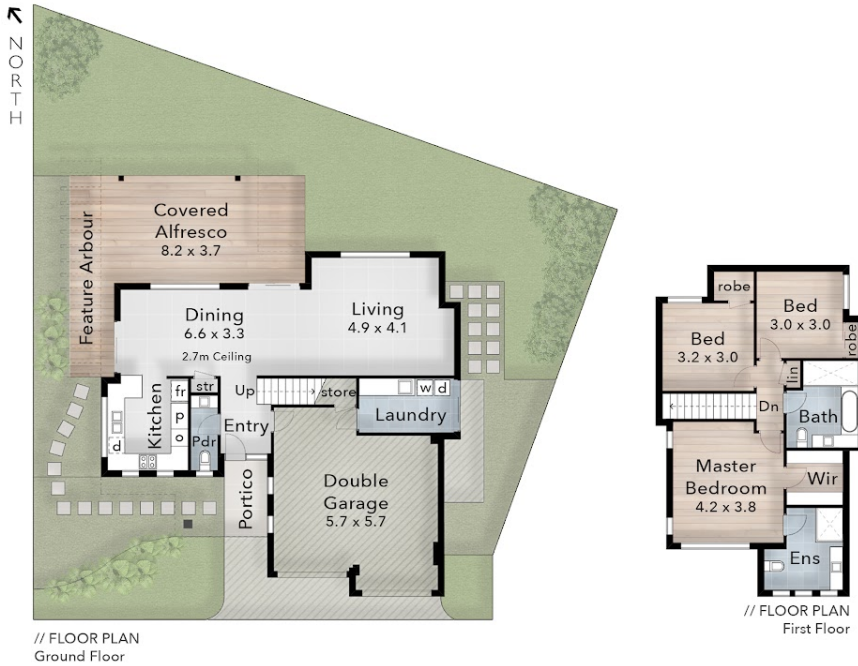 NORTH
Covered
Alfresco
8.2 x 3.7
Feature Arbour
Dining
6.6 x 3.3
2.7m Ceiling
Living
4.9 x 4.1
Kitchen
fr
P
o
d
str
Pdr
Up
Entry
store
w d
Laundry
Portico
Double
Garage
5.7 x 5.7
// FLOOR PLAN
Ground Floor
robe
Bed
3.0 x 3.0
robe
Bed
3.2 x 3.0
lin
Dn
Bath
Master
Bedroom
4.2 x 3.8
Wir
Ens
// FLOOR PLAN
First Floor